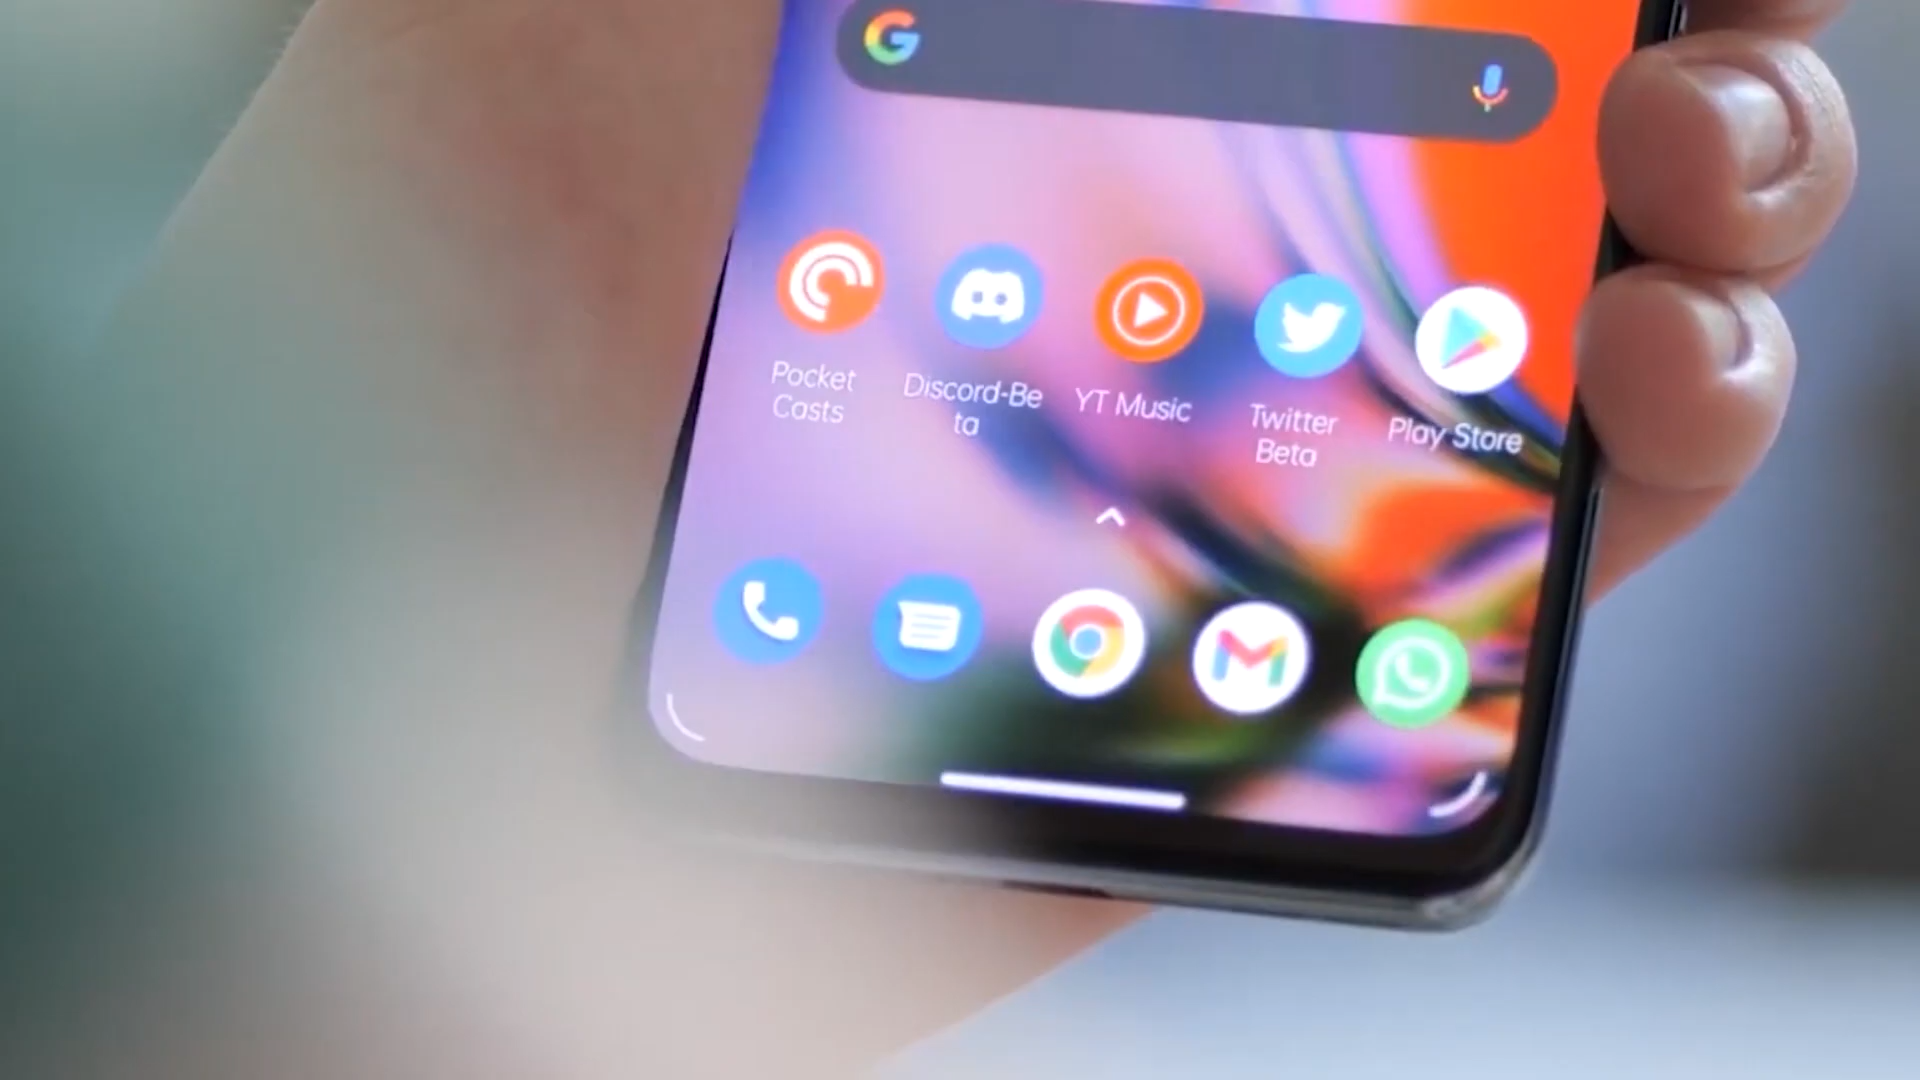 Pocket
Casts
Discord-Be
ta
YT Music
Twitter
Beta
Play Store